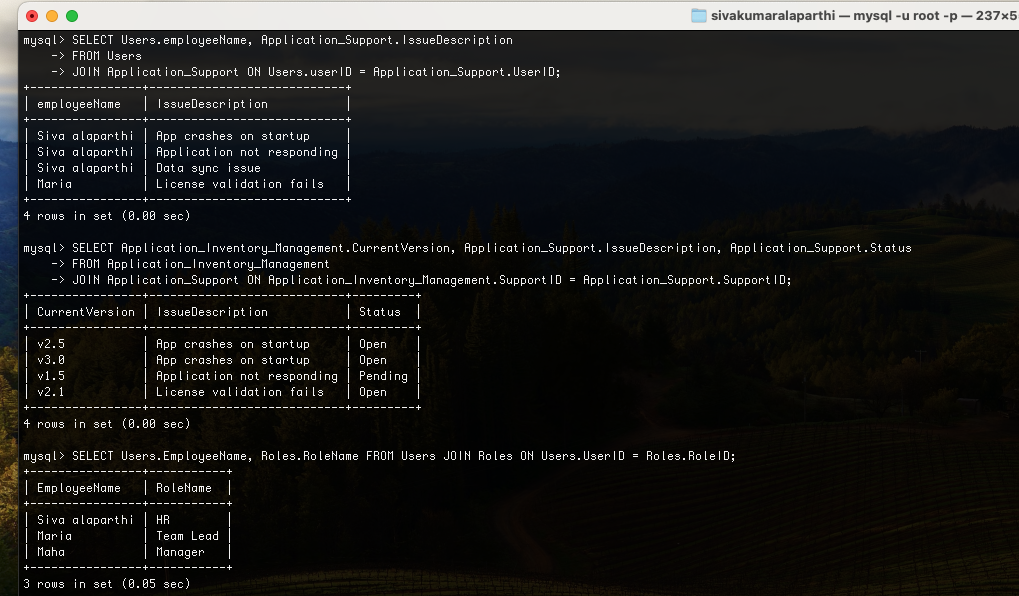 sivakumaralaparthi — mysql -u root -p — 237×5
mysql> SELECT Users.employeeName, Application_Support.IssueDescription
    -> FROM Users
    -> JOIN Application_Support ON Users.userID = Application_Support.UserID;
+----------------+----------------------------+
| employeeName   | IssueDescription           |
+----------------+----------------------------+
| Siva alaparthi | App crashes on startup     |
| Siva alaparthi | Application not responding |
| Siva alaparthi | Data sync issue            |
| Maria          | License validation fails   |
+----------------+----------------------------+
4 rows in set (0.00 sec)
mysql> SELECT Application_Inventory_Management.CurrentVersion, Application_Support.IssueDescription, Application_Support.Status
    -> FROM Application_Inventory_Management
    -> JOIN Application_Support ON Application_Inventory_Management.SupportID = Application_Support.SupportID;
+----------------+----------------------------+---------+
| CurrentVersion | IssueDescription           | Status  |
+----------------+----------------------------+---------+
| v2.5           | App crashes on startup     | Open    |
| v3.0           | App crashes on startup     | Open    |
| v1.5           | Application not responding | Pending |
| v2.1           | License validation fails   | Open    |
+----------------+----------------------------+---------+
4 rows in set (0.00 sec)
mysql> SELECT Users.EmployeeName, Roles.RoleName FROM Users JOIN Roles ON Users.UserID = Roles.RoleID;
+----------------+-----------+
| EmployeeName   | RoleName  |
+----------------+-----------+
| Siva alaparthi | HR        |
| Maria          | Team Lead |
| Maha           | Manager   |
+----------------+-----------+
3 rows in set (0.05 sec)